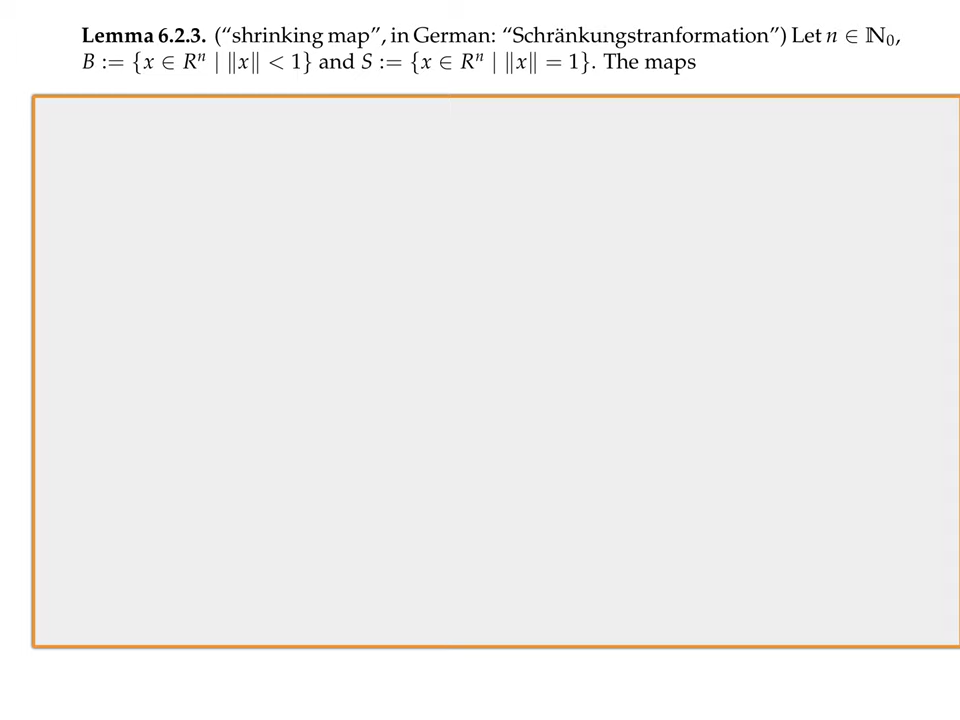 Lemma 6.2.3. (“shrinking map”, in German: “Schränkungstranformation”) Let n ∈ ℕ₀,
B := {x ∈ Rⁿ | ‖x‖ < 1} and S := {x ∈ Rⁿ | ‖x‖ = 1}. The maps